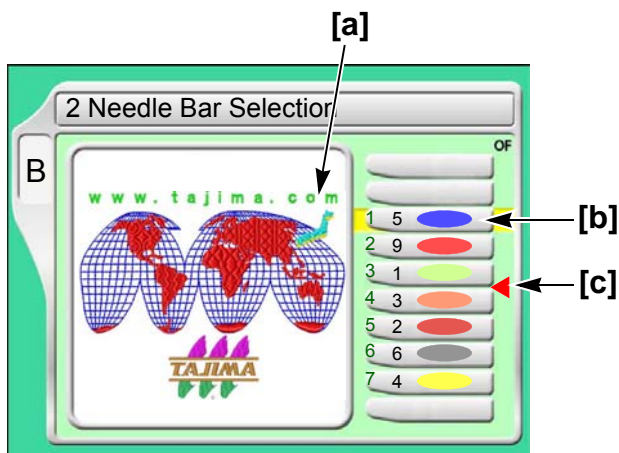 [a]
2 Needle Bar Selection
OF
B
www.tajima.com
1 5
[b]
2 9
3 1
[c]
4 3
5 2
6 6
7 4
TAJIMA